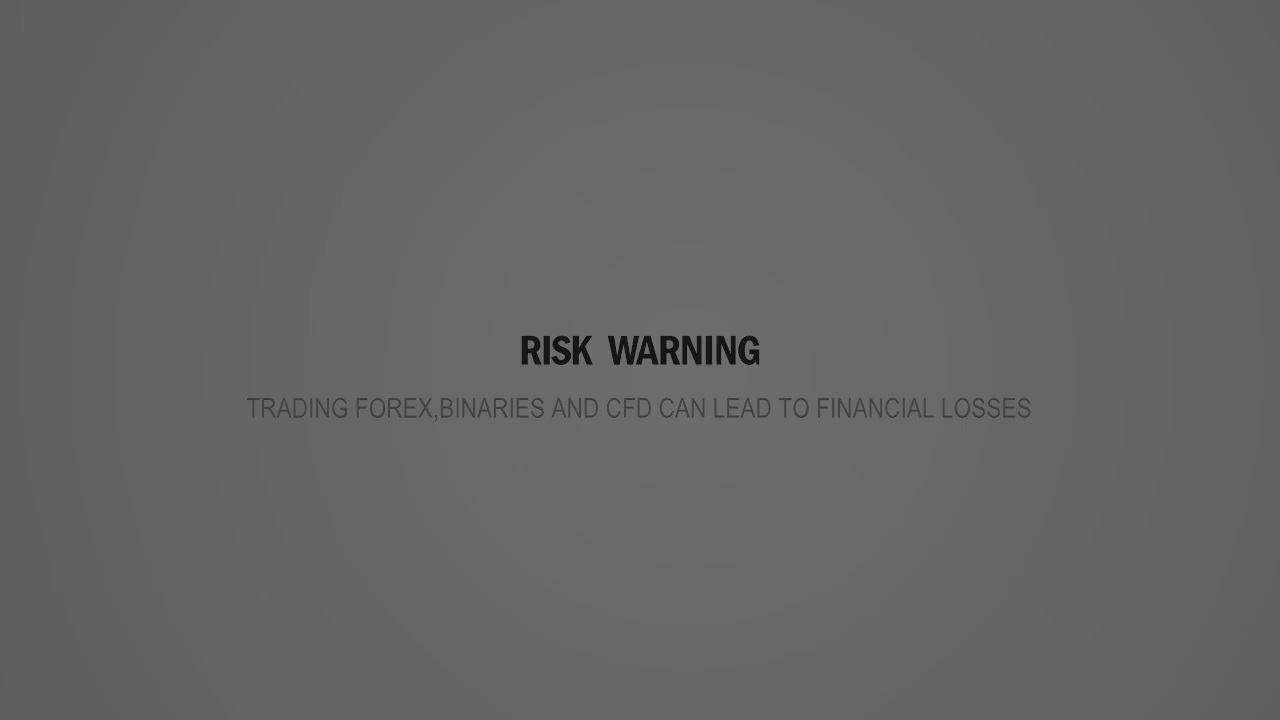 RISK WARNING
TRADING FOREX,BINARIES AND CFD CAN LEAD TO FINANCIAL LOSSES